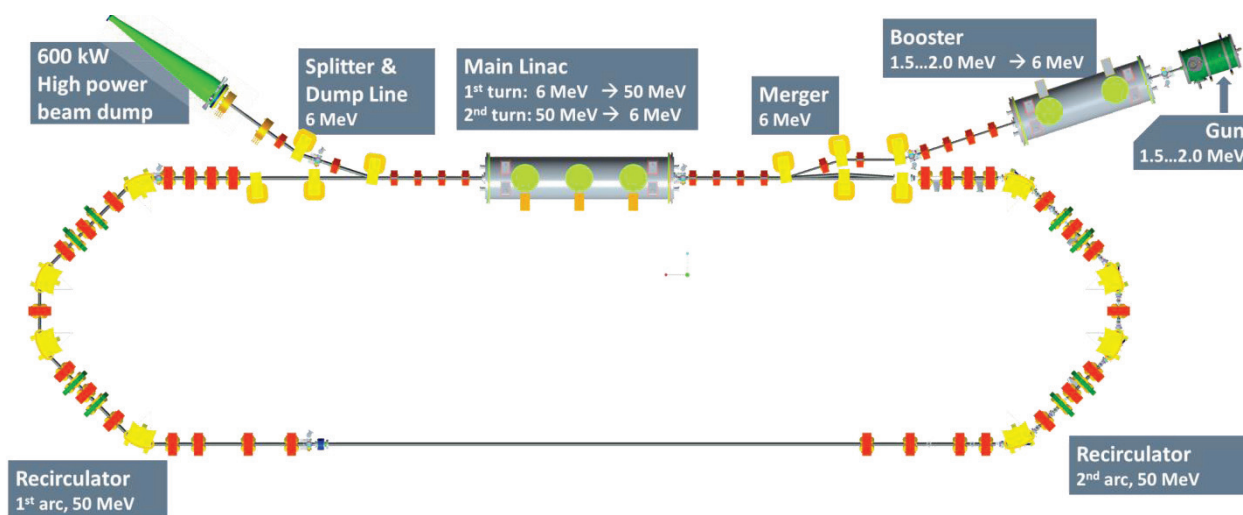 600 kW
High power
beam dump
Splitter &
Dump Line
6 MeV
Main Linac
1st turn: 6 MeV → 50 MeV
2nd turn: 50 MeV → 6 MeV
Merger
6 MeV
Booster
1.5...2.0 MeV → 6 MeV
Gun
1.5...2.0 MeV
Recirculator
1st arc, 50 MeV
Recirculator
2nd arc, 50 MeV